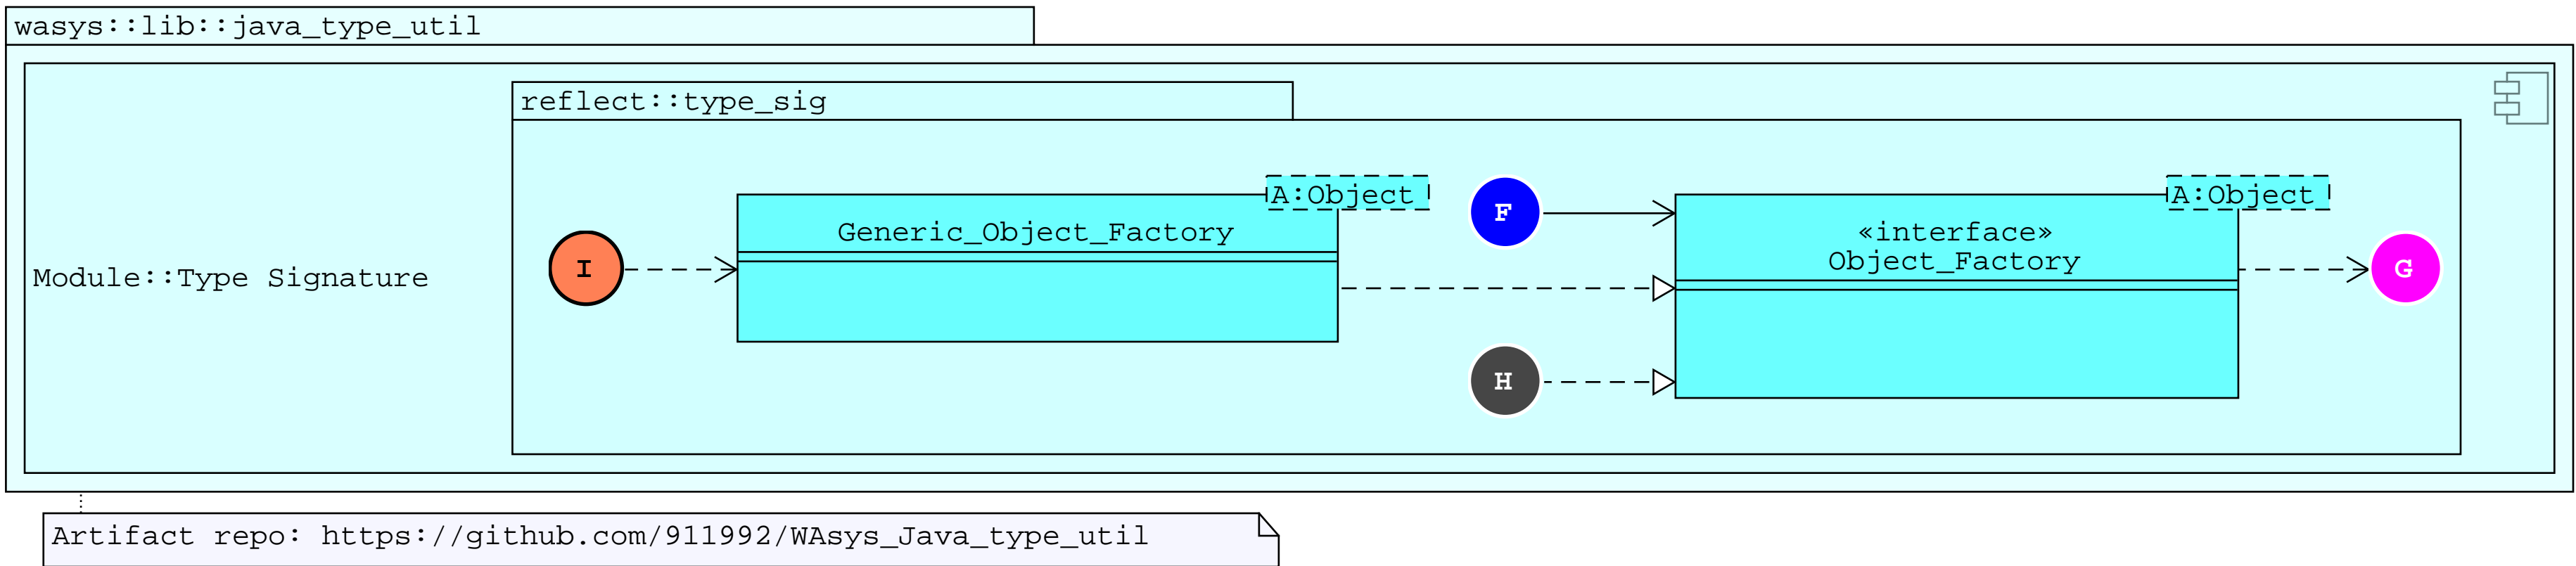 wasys::lib::java_type_util
reflect::type_sig
A:Object
A:Object
F
Generic_Object_Factory
«interface»
Object_Factory
I
G
Module::Type Signature
H
Artifact repo: https://github.com/911992/WAsys_Java_type_util